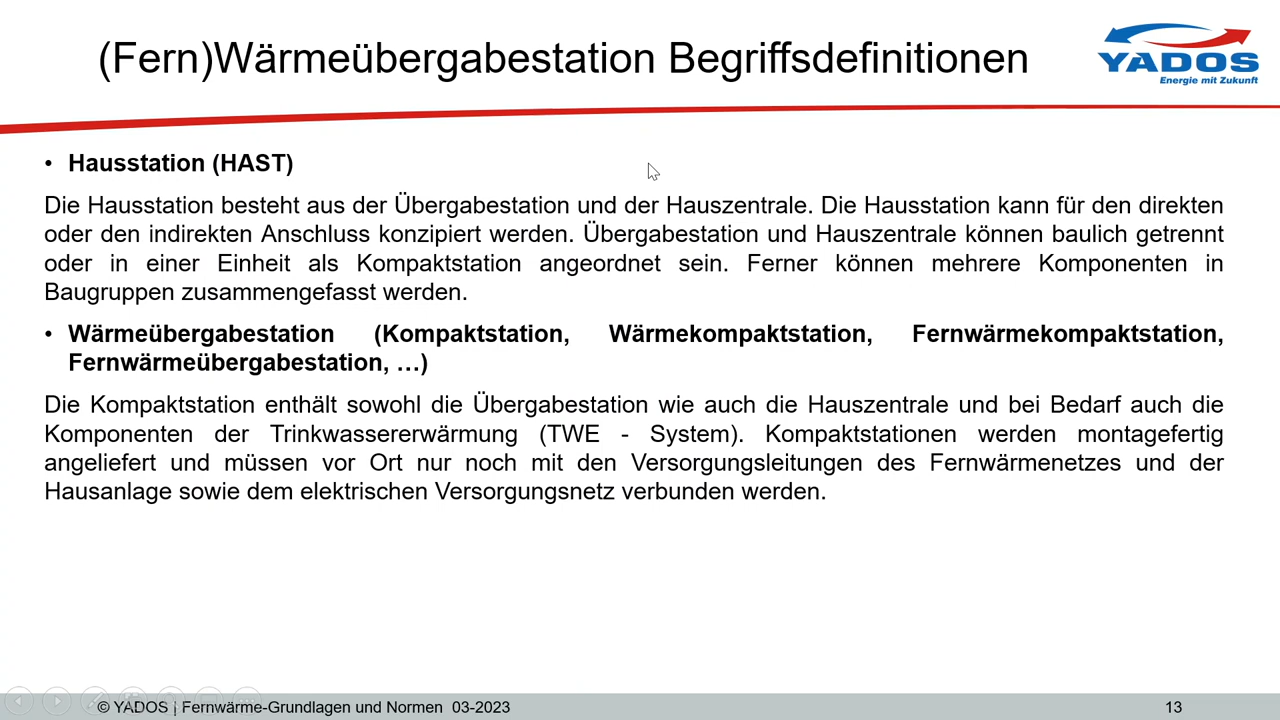 (Fern)Wärmeübergabestation Begriffsdefinitionen
YADOS
Energie mit Zukunft
• Hausstation (HAST)
Die Hausstation besteht aus der Übergabestation und der Hauszentrale. Die Hausstation kann für den direkten
oder den indirekten Anschluss konzipiert werden. Übergabestation und Hauszentrale können baulich getrennt
oder in einer Einheit als Kompaktstation angeordnet sein. Ferner können mehrere Komponenten in
Baugruppen zusammengefasst werden.
• Wärmeübergabestation (Kompaktstation, Wärmekompaktstation, Fernwärmekompaktstation,
Fernwärmeübergabestation, …)
Die Kompaktstation enthält sowohl die Übergabestation wie auch die Hauszentrale und bei Bedarf auch die
Komponenten der Trinkwassererwärmung (TWE - System). Kompaktstationen werden montagefertig
angeliefert und müssen vor Ort nur noch mit den Versorgungsleitungen des Fernwärmenetzes und der
Hausanlage sowie dem elektrischen Versorgungsnetz verbunden werden.
© YADOS | Fernwärme-Grundlagen und Normen 03-2023
13